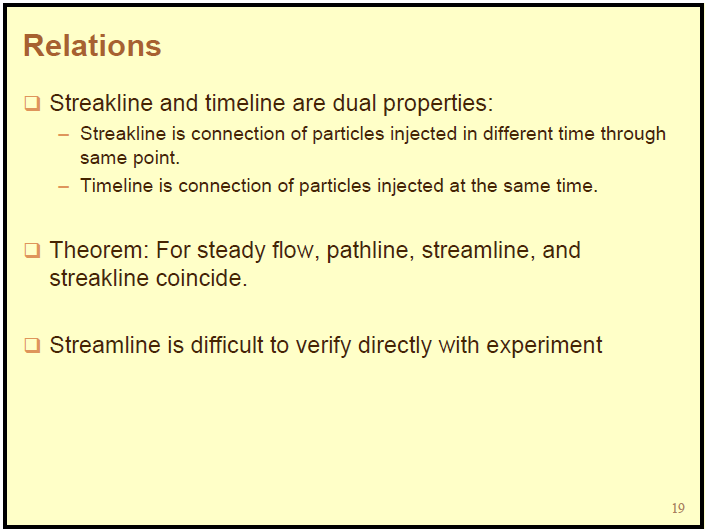 Relations
❑ Streakline and timeline are dual properties:
– Streakline is connection of particles injected in different time through
same point.
– Timeline is connection of particles injected at the same time.
❑ Theorem: For steady flow, pathline, streamline, and
streakline coincide.
❑ Streamline is difficult to verify directly with experiment
19